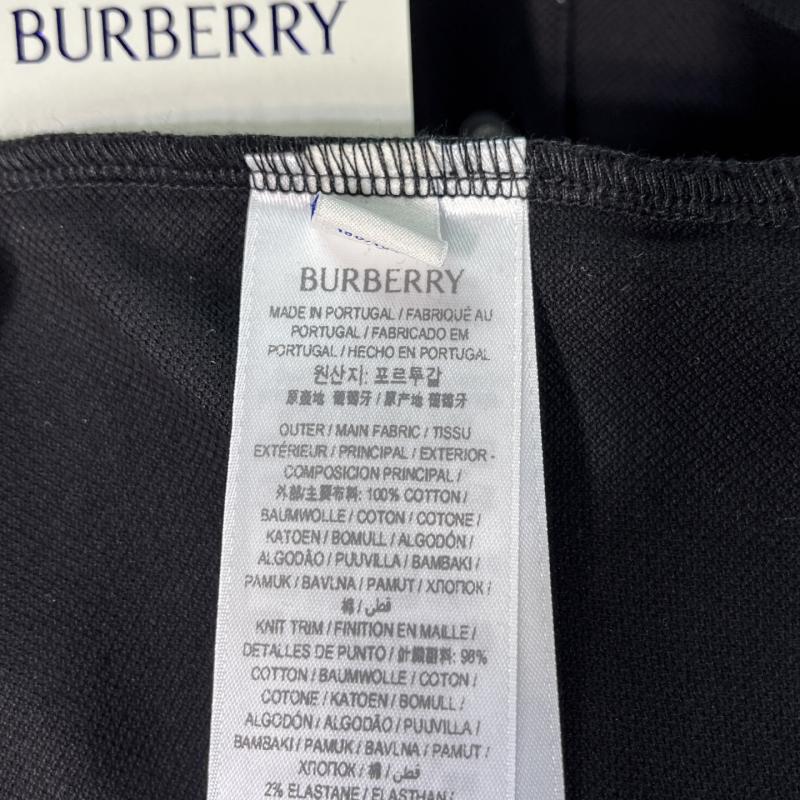 BURBERRY
BURBERRY
MADE IN PORTUGAL / FABRIQUÉ AU
PORTUGAL / FABRICADO EM
PORTUGAL / HECHO EN PORTUGAL
원산지: 포르투갈
原產地 葡萄牙 / 原产地 葡萄牙
OUTER / MAIN FABRIC / TISSU
EXTÉRIEUR / PRINCIPAL / EXTERIOR -
COMPOSICION PRINCIPAL /
外部/主要布料: 100% COTTON /
BAUMWOLLE / COTON / COTONE /
KATOEN / BOMULL / ALGODÓN /
ALGODÃO / PUUVILLA / BAMBAKI /
PAMUK / BAVLNA / PAMUT / ХЛОПОК /
棉 / قطن
KNIT TRIM / FINITION EN MAILLE /
DETALLES DE PUNTO / 針織副料: 98%
COTTON / BAUMWOLLE / COTON /
COTONE / KATOEN / BOMULL /
ALGODÓN / ALGODÃO / PUUVILLA /
BAMBAKI / PAMUK / BAVLNA / PAMUT /
ХЛОПОК / 棉 / قطن
2% ELASTANE / ELASTHAN /